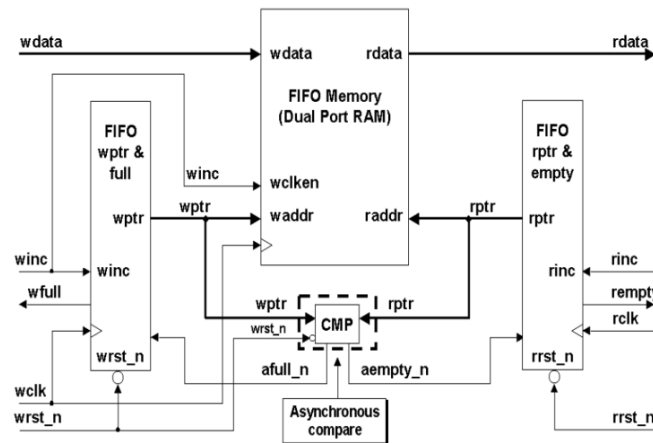 wdata
rdata
wdata
rdata
FIFO
wptr &
full
FIFO Memory
(Dual Port RAM)
FIFO
rptr &
empty
winc
wclken
wptr
wptr
waddr
raddr
rptr
rptr
winc
winc
rinc
rinc
wfull
wptr
rptr
rempty
CMP
rclk
wrst_n
wrst_n
rrst_n
afull_n
aempty_n
wclk
wrst_n
Asynchronous
compare
rrst_n